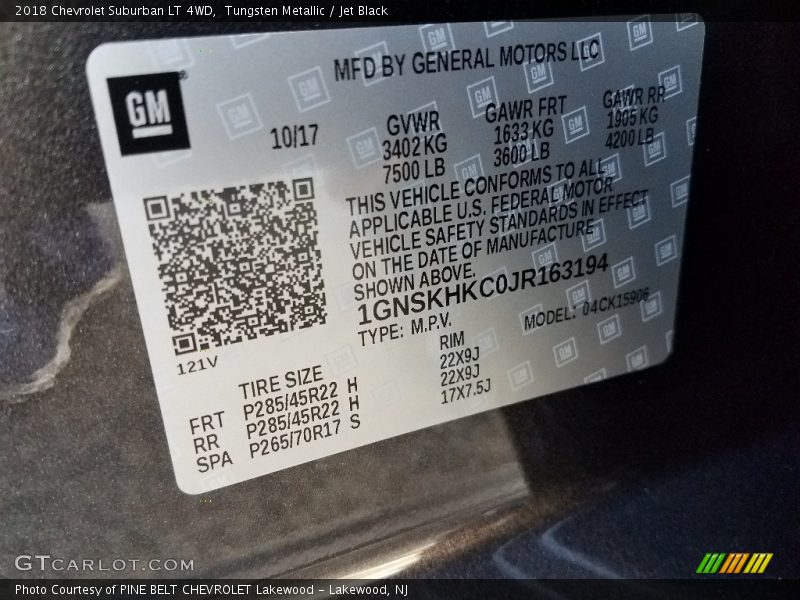 2018 Chevrolet Suburban LT 4WD, Tungsten Metallic / Jet Black
GM
MFD BY GENERAL MOTORS LLC
10/17
GVWR
3402 KG
7500 LB
GAWR FRT
1633 KG
3600 LB
GAWR RR
1905 KG
4200 LB
THIS VEHICLE CONFORMS TO ALL
APPLICABLE U.S. FEDERAL MOTOR
VEHICLE SAFETY STANDARDS IN EFFECT
ON THE DATE OF MANUFACTURE
SHOWN ABOVE.
1GNSKHKC0JR163194
TYPE: M.P.V.
MODEL: 04CK15906
121V
TIRE SIZE RIM
FRT P285/45R22 H 22X9J
RR P285/45R22 H 22X9J
SPA P265/70R17 S 17X7.5J
GTCARLOT.COM
Photo Courtesy of PINE BELT CHEVROLET Lakewood - Lakewood, NJ